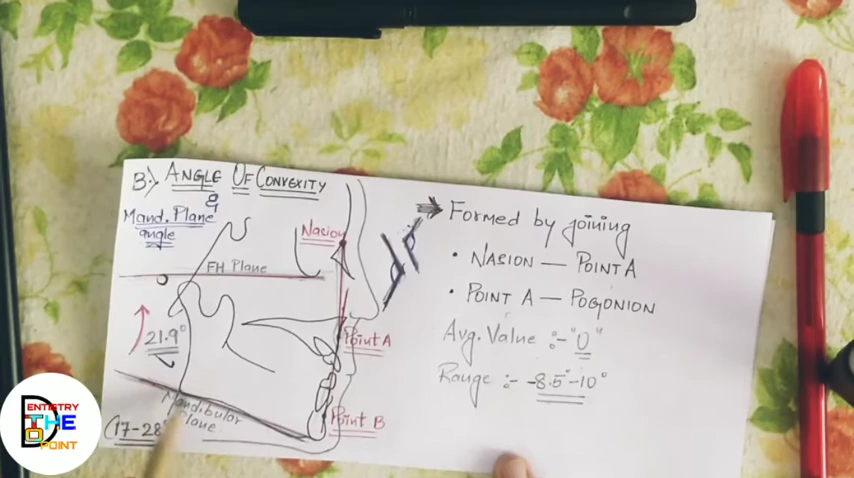 B:) ANGLE OF CONVEXITY
&
Mand. Plane
angle
Nasion
FH Plane
21.9°
Point A
Mandibular
Plane
(17-28°
Point B
Formed by joining
• NASION — POINT A
• POINT A — POGONION
Avg. Value :- "0"
Range :- -8.5°-10°
DENTISTRY
THE
TO
POINT